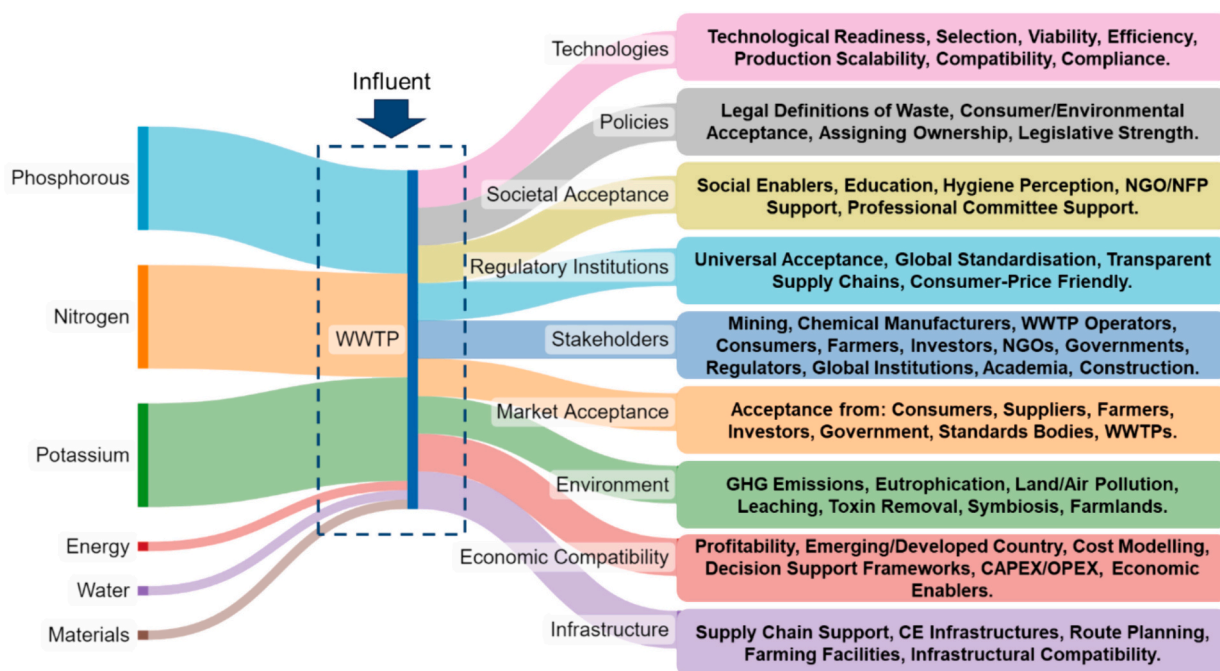 Influent
Phosphorous
Nitrogen
Potassium
Energy
Water
Materials
WWTP
Technologies
Technological Readiness, Selection, Viability, Efficiency,
Production Scalability, Compatibility, Compliance.
Policies
Legal Definitions of Waste, Consumer/Environmental
Acceptance, Assigning Ownership, Legislative Strength.
Societal Acceptance
Social Enablers, Education, Hygiene Perception, NGO/NFP
Support, Professional Committee Support.
Regulatory Institutions
Universal Acceptance, Global Standardisation, Transparent
Supply Chains, Consumer-Price Friendly.
Stakeholders
Mining, Chemical Manufacturers, WWTP Operators,
Consumers, Farmers, Investors, NGOs, Governments,
Regulators, Global Institutions, Academia, Construction.
Market Acceptance
Acceptance from: Consumers, Suppliers, Farmers,
Investors, Government, Standards Bodies, WWTPs.
Environment
GHG Emissions, Eutrophication, Land/Air Pollution,
Leaching, Toxin Removal, Symbiosis, Farmlands.
Economic Compatibility
Profitability, Emerging/Developed Country, Cost Modelling,
Decision Support Frameworks, CAPEX/OPEX, Economic
Enablers.
Infrastructure
Supply Chain Support, CE Infrastructures, Route Planning,
Farming Facilities, Infrastructural Compatibility.